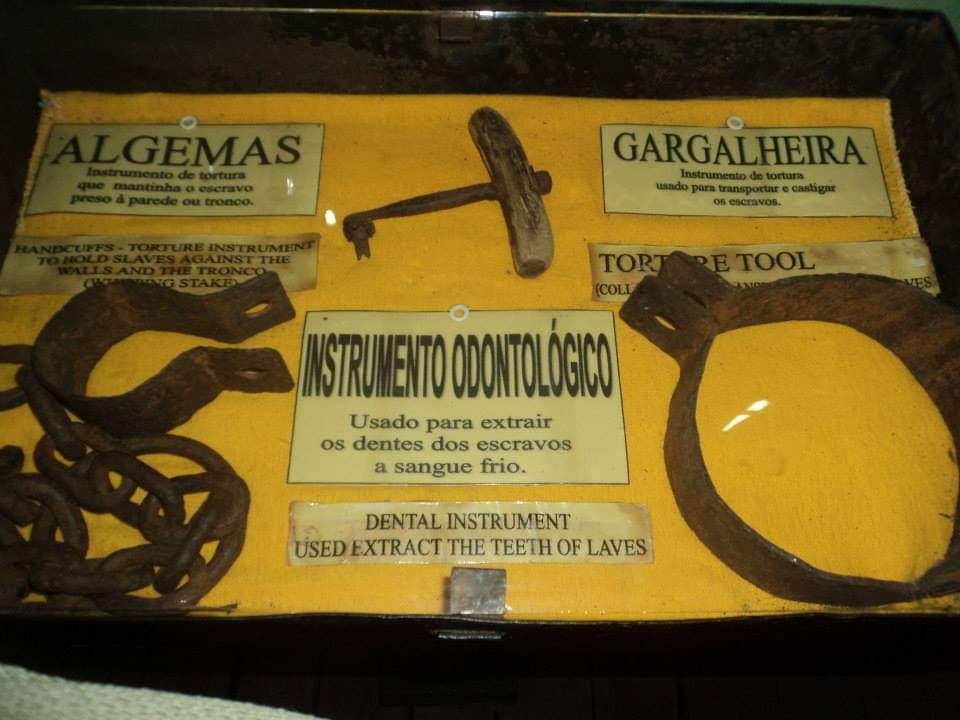 ALGEMAS
Instrumento de tortura
que mantinha o escravo
preso à parede ou tronco.
HANDCUFFS - TORTURE INSTRUMENT
TO HOLD SLAVES AGAINST THE
WALLS AND THE TRONCO
STAKE)
GARGALHEIRA
Instrumento de tortura
usado para transportar e castigar
os escravos.
TORTURE TOOL
INSTRUMENTO ODONTOLÓGICO
Usado para extrair
os dentes dos escravos
a sangue frio.
DENTAL INSTRUMENT
USED EXTRACT THE TEETH OF LAVES